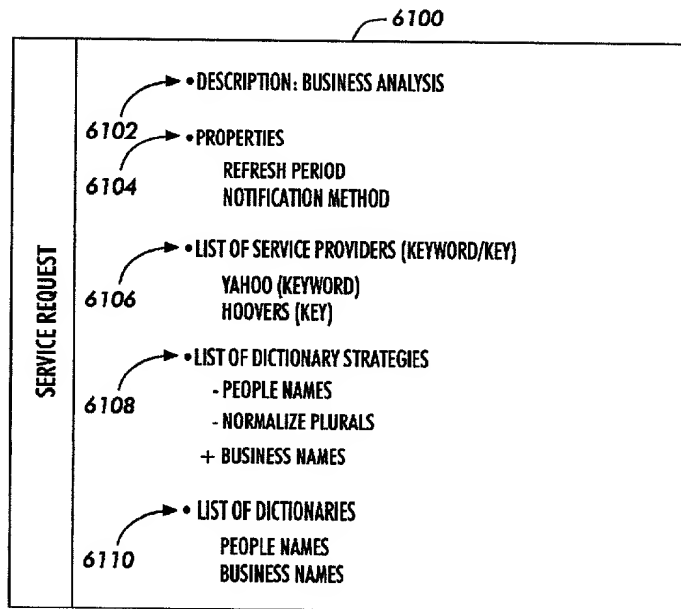 6100
SERVICE REQUEST
6102
• DESCRIPTION: BUSINESS ANALYSIS
6104
• PROPERTIES
REFRESH PERIOD
NOTIFICATION METHOD
6106
• LIST OF SERVICE PROVIDERS (KEYWORD/KEY)
YAHOO (KEYWORD)
HOOVERS (KEY)
6108
• LIST OF DICTIONARY STRATEGIES
- PEOPLE NAMES
- NORMALIZE PLURALS
+ BUSINESS NAMES
6110
• LIST OF DICTIONARIES
PEOPLE NAMES
BUSINESS NAMES